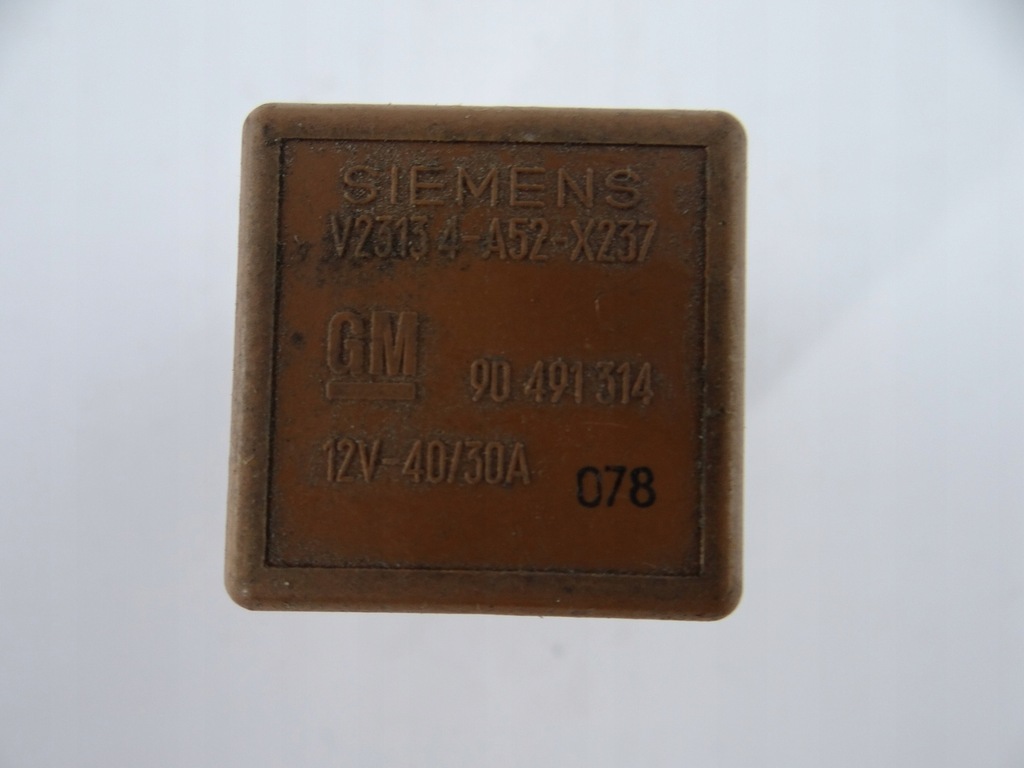 SIEMENS
V23134-A52-X237
GM
90 491 314
12V-40/30A
078